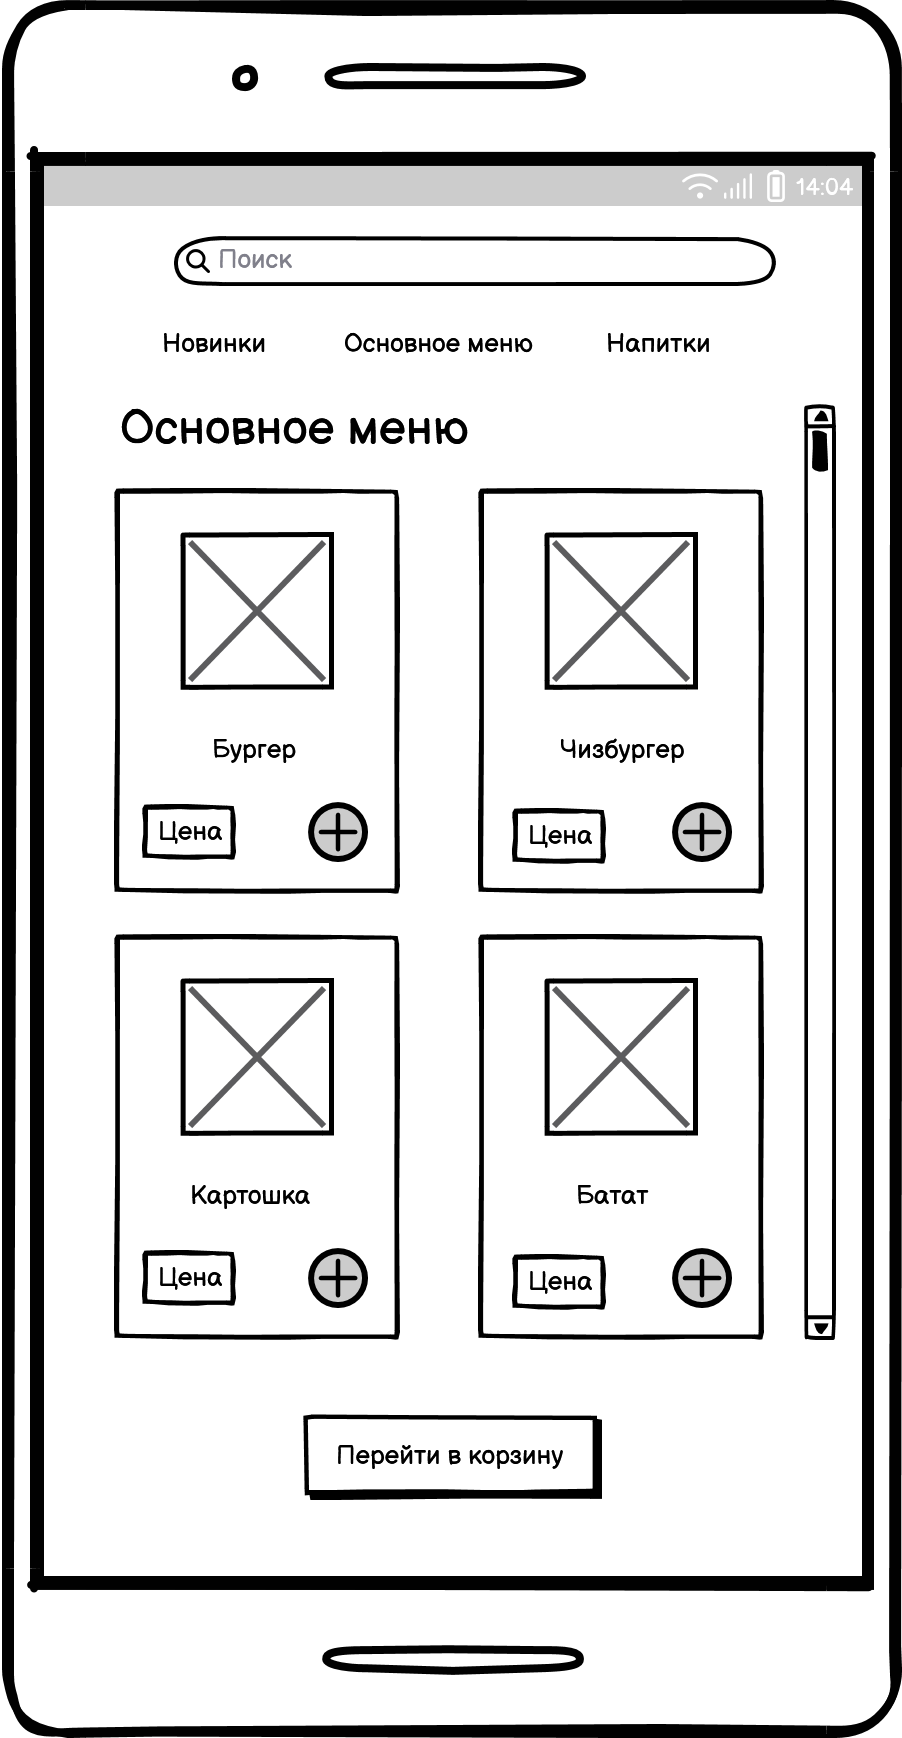 14:04
Поиск
Новинки Основное меню Напитки
Основное меню
Бургер Чизбургер
Цена Цена
Картошка Батат
Цена Цена
Перейти в корзину